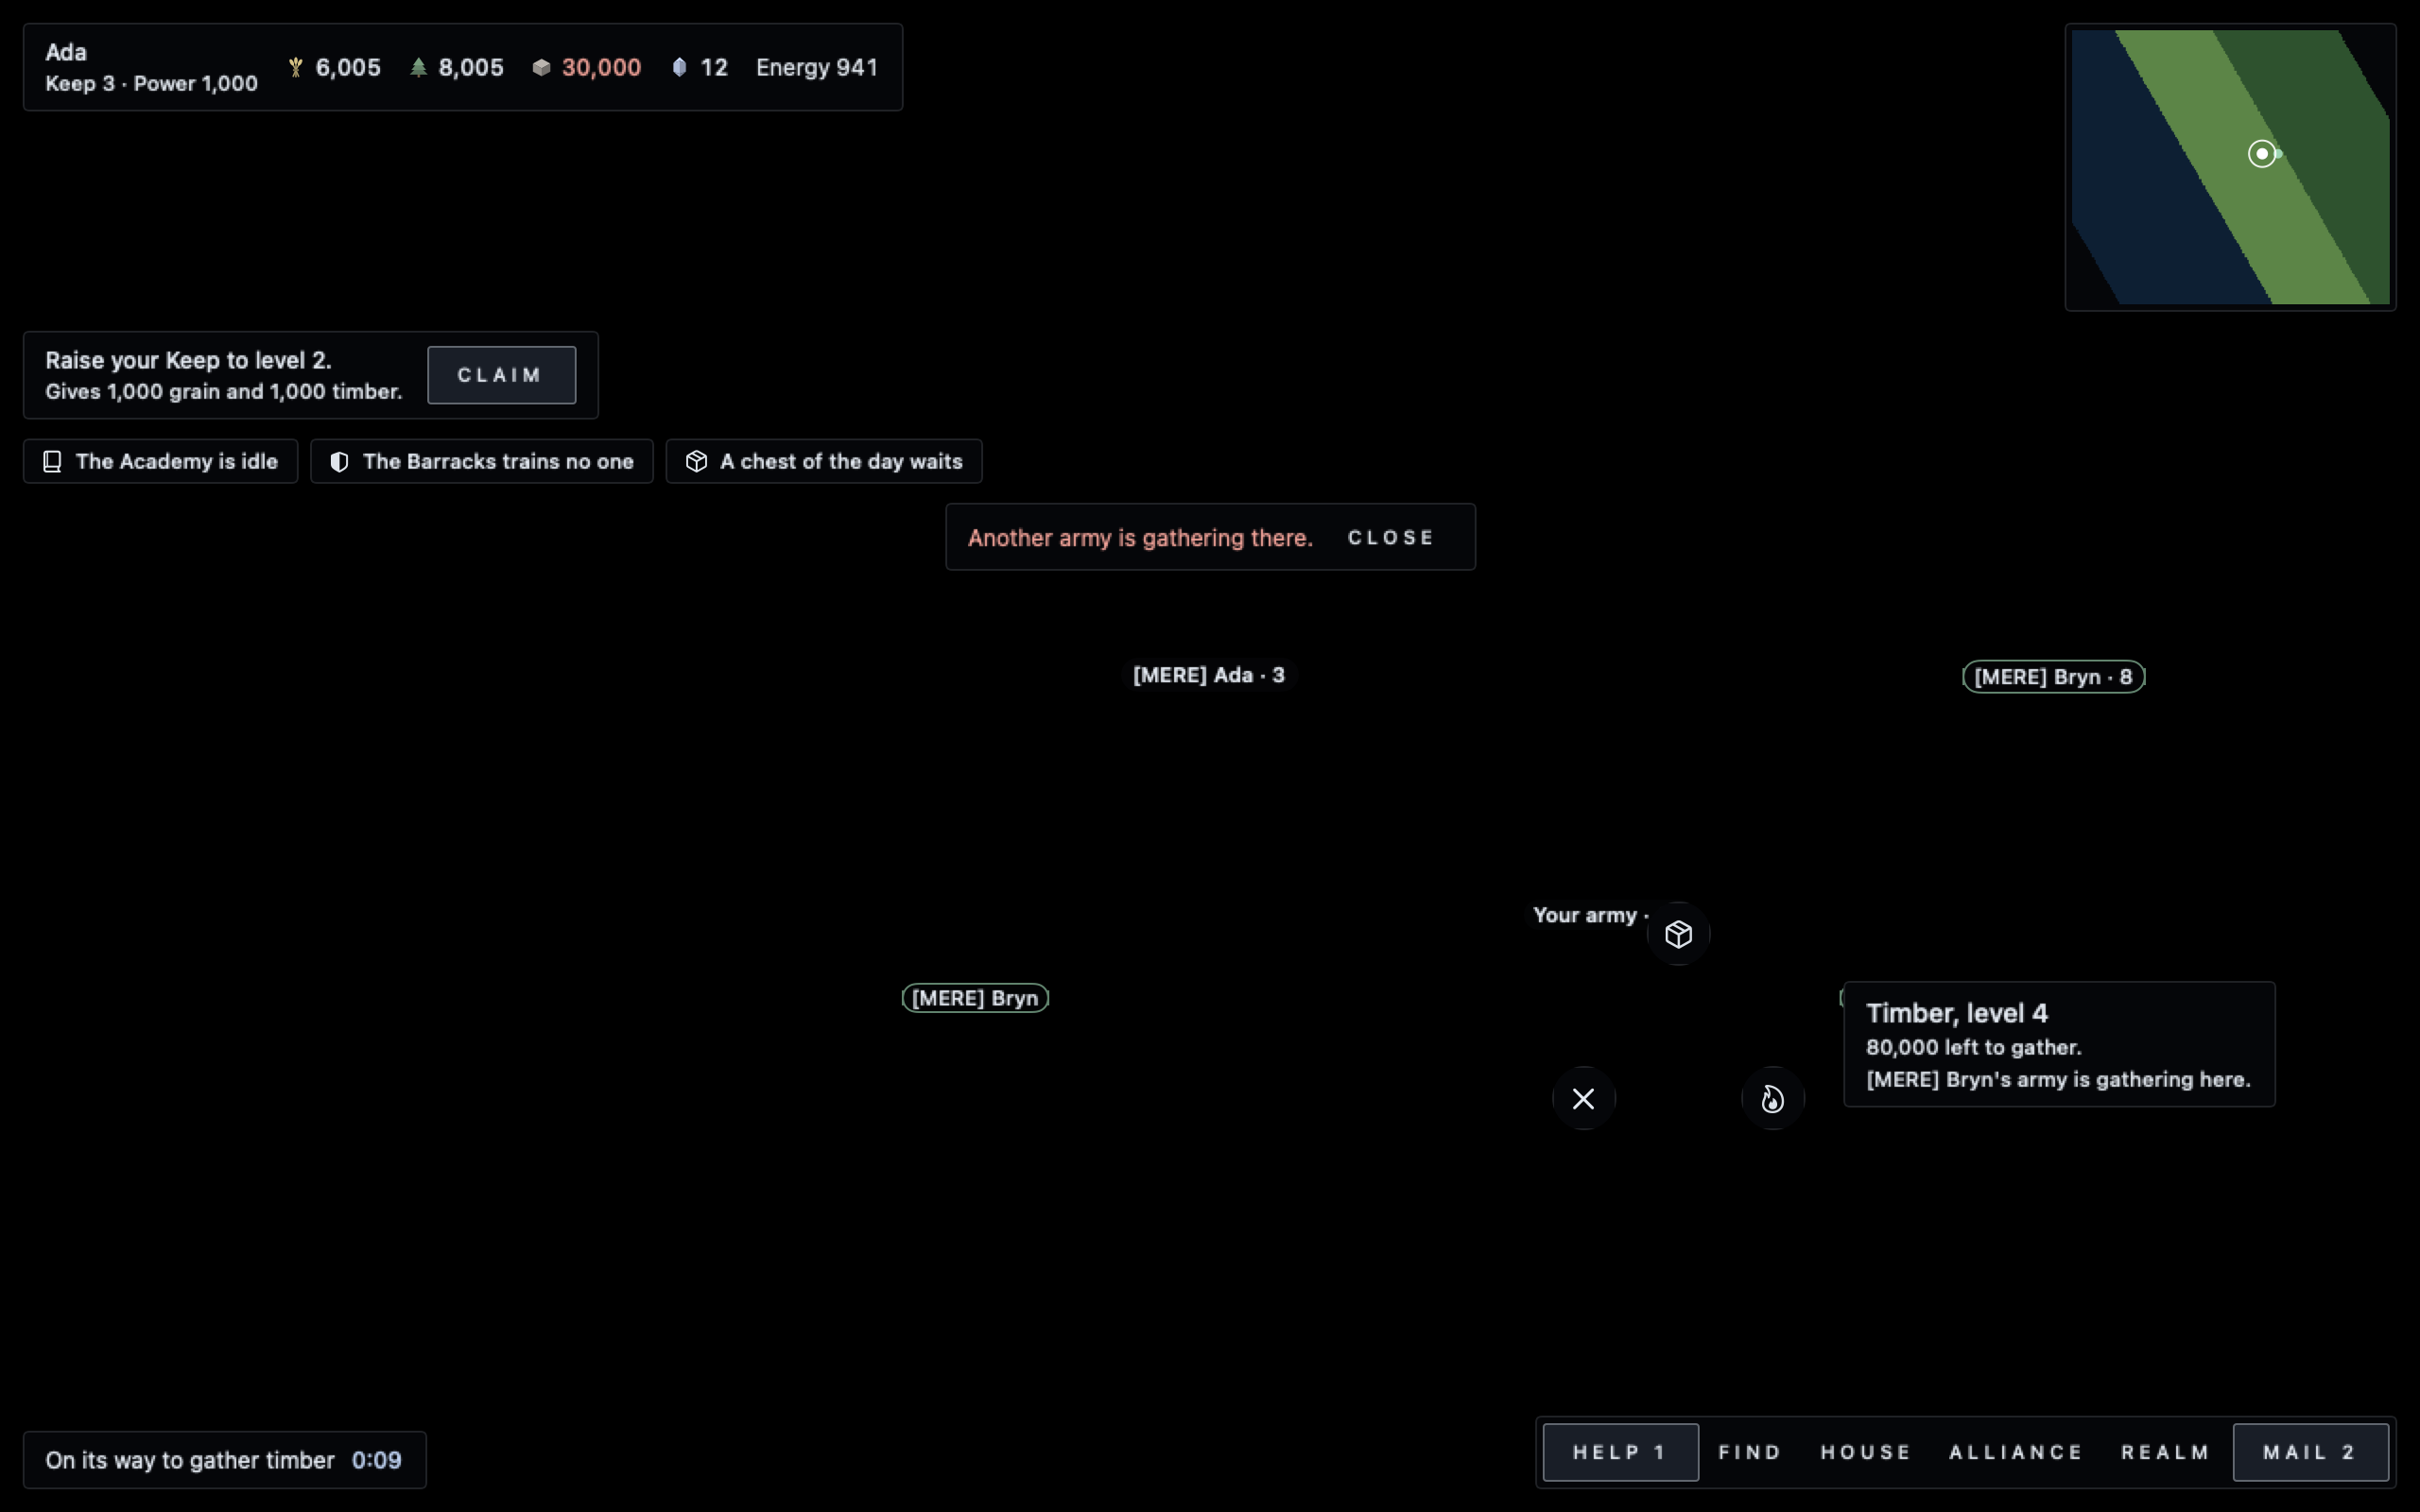 Ada
Keep 3 · Power 1,000
6,005
8,005
30,000
12
Energy 941
Raise your Keep to level 2.
Gives 1,000 grain and 1,000 timber.
CLAIM
The Academy is idle
The Barracks trains no one
A chest of the day waits
Another army is gathering there.
CLOSE
[MERE] Ada · 3
[MERE] Bryn · 8
Your army ·
[MERE] Bryn
Timber, level 4
80,000 left to gather.
[MERE] Bryn's army is gathering here.
On its way to gather timber 0:09
HELP 1
FIND
HOUSE
ALLIANCE
REALM
MAIL 2